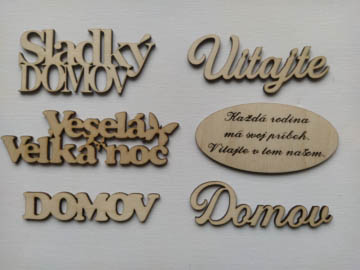 Sladký
DOMOV
Vitajte
Veselá
Veľká noc
Každá rodina
má svoj príbeh.
Vitajte v tom našom.
DOMOV
Domov